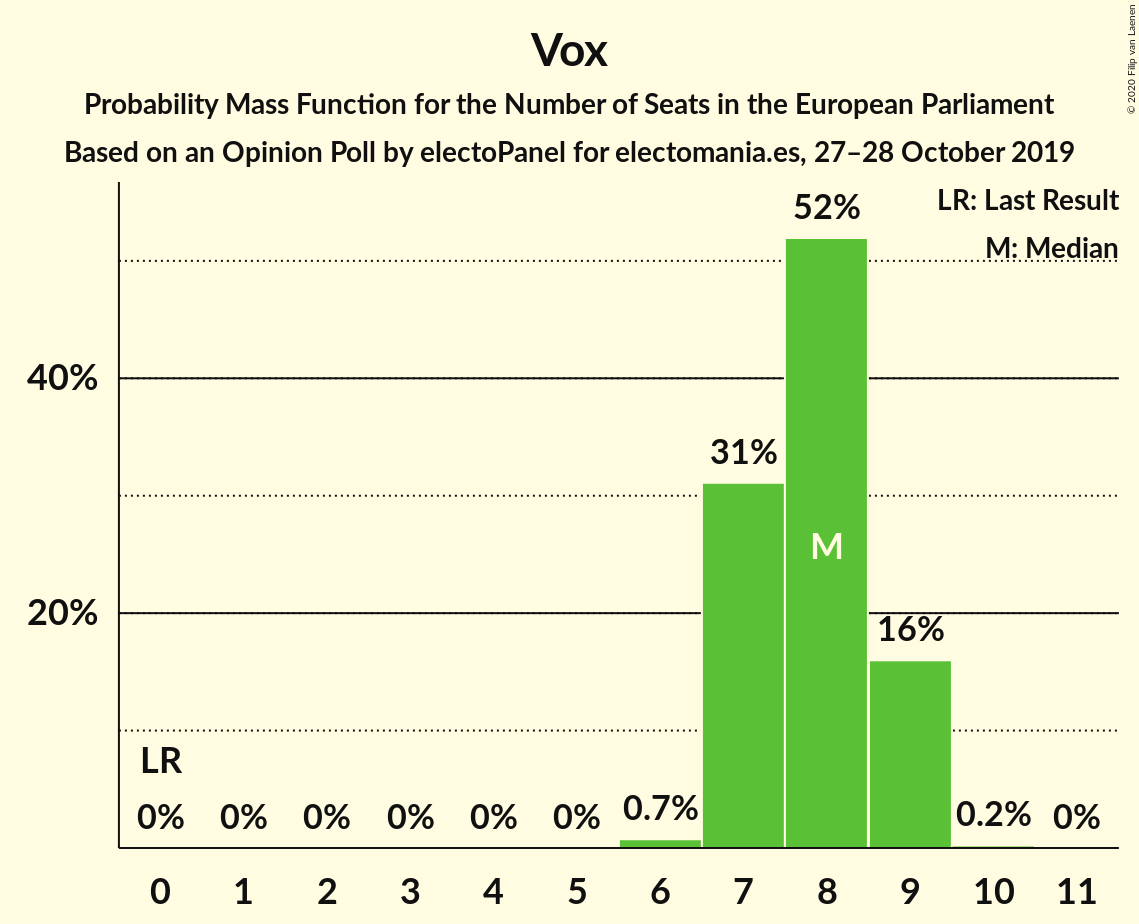 Vox
Probability Mass Function for the Number of Seats in the European Parliament
Based on an Opinion Poll by electoPanel for electomania.es, 27–28 October 2019
© 2020 Filip van Laenen
LR: Last Result
M: Median
52%
40%
31%
M
20%
16%
LR
0% 0% 0% 0% 0% 0% 0.7% 0.2% 0%
0 1 2 3 4 5 6 7 8 9 10 11